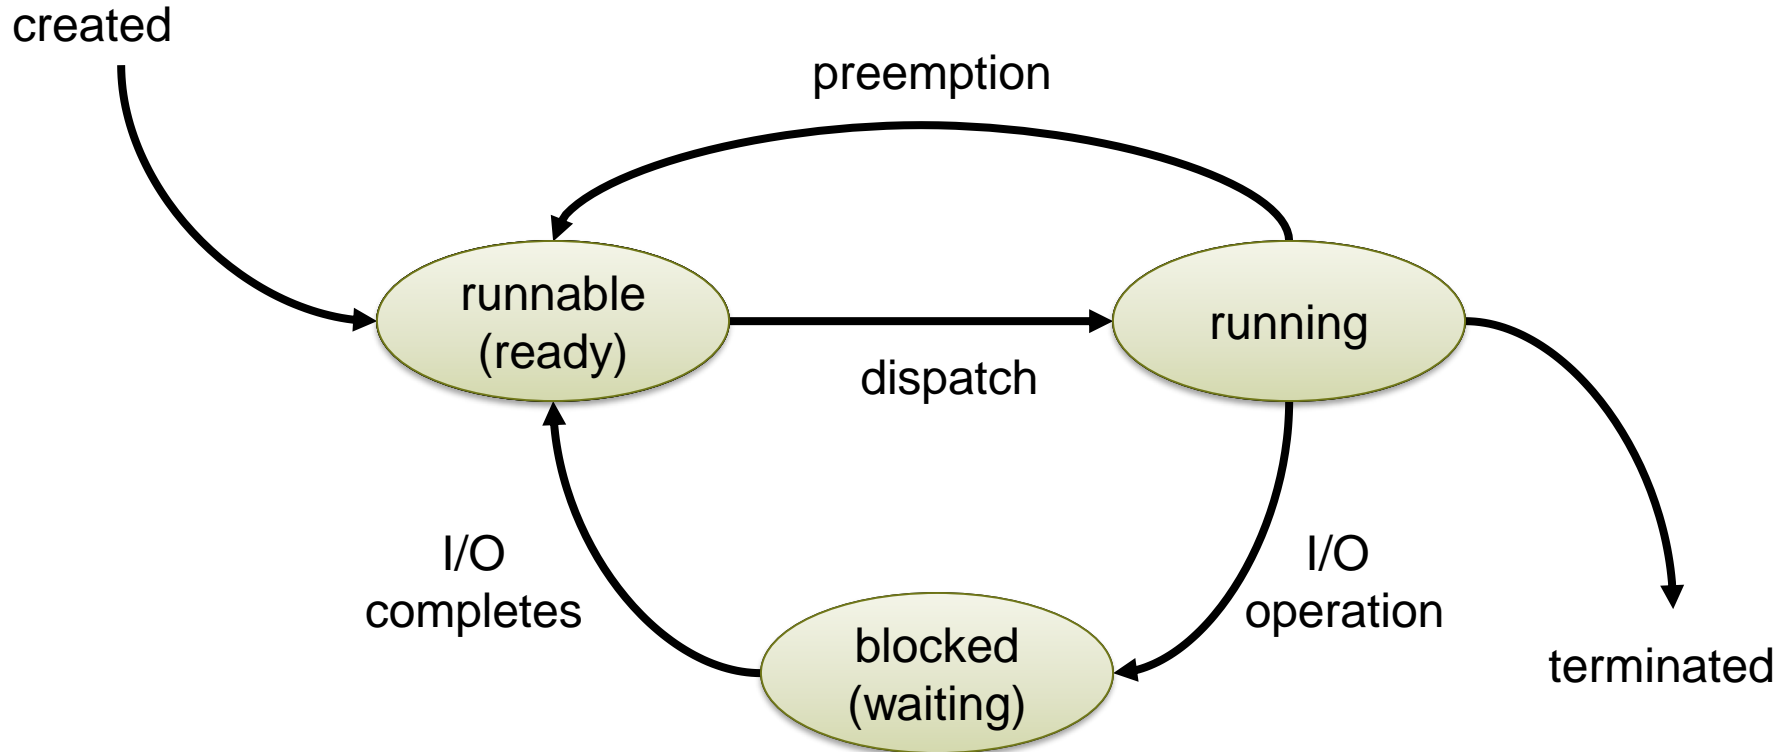 created
preemption
runnable
(ready)
running
dispatch
I/O
completes
I/O
operation
blocked
(waiting)
terminated